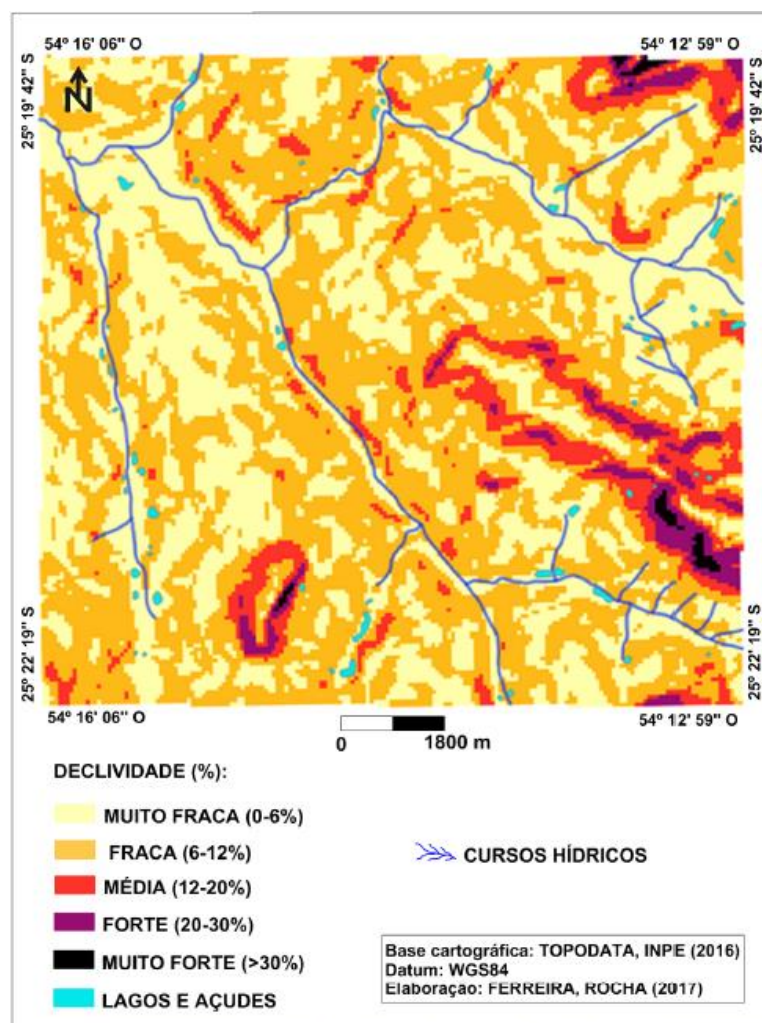 54º 16' 06" O
54º 12' 59" O
25º 19' 42" S
25º 19' 42" S
N
25º 22' 19" S
25º 22' 19" S
54º 16' 06" O
54º 12' 59" O
0
1800 m
DECLIVIDADE (%):
MUITO FRACA (0-6%)
FRACA (6-12%)
MÉDIA (12-20%)
FORTE (20-30%)
MUITO FORTE (>30%)
LAGOS E AÇUDES
CURSOS HÍDRICOS
Base cartográfica: TOPODATA, INPE (2016)
Datum: WGS84
Elaboração: FERREIRA, ROCHA (2017)